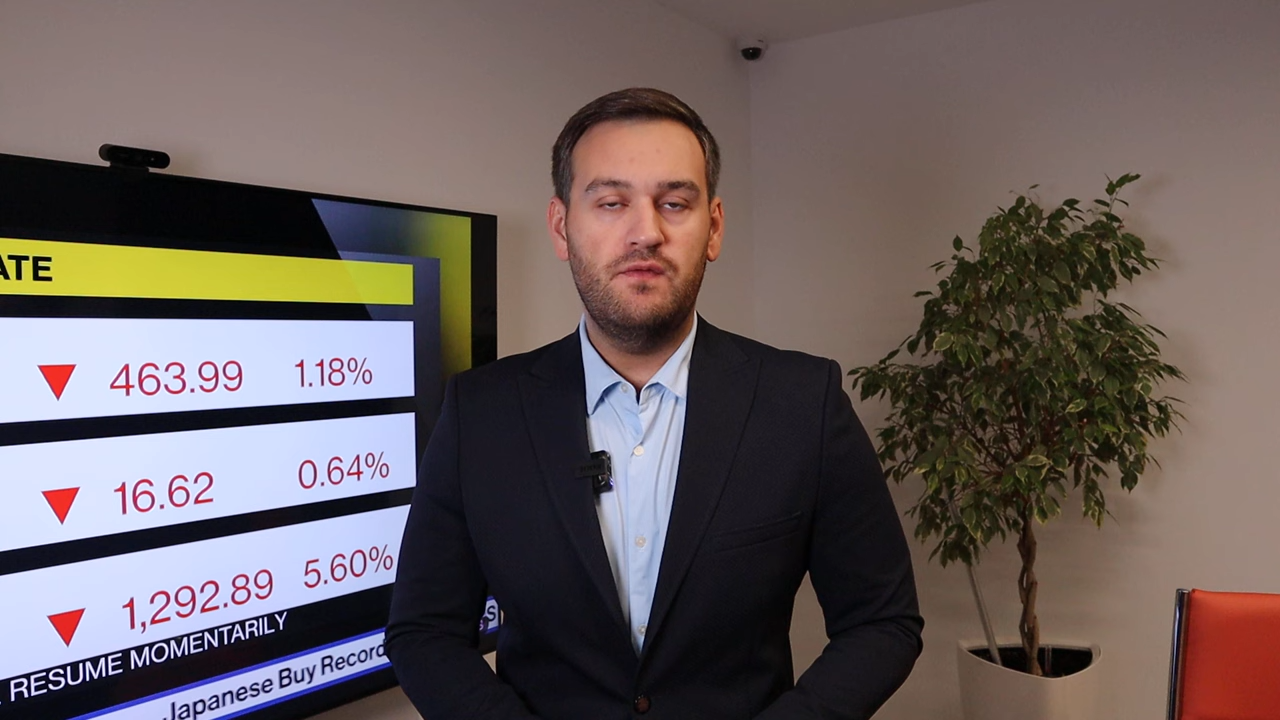 ATE
▼ 463.99 1.18%
▼ 16.62 0.64%
▼ 1,292.89 5.60%
RESUME MOMENTARILY
Japanese Buy Record